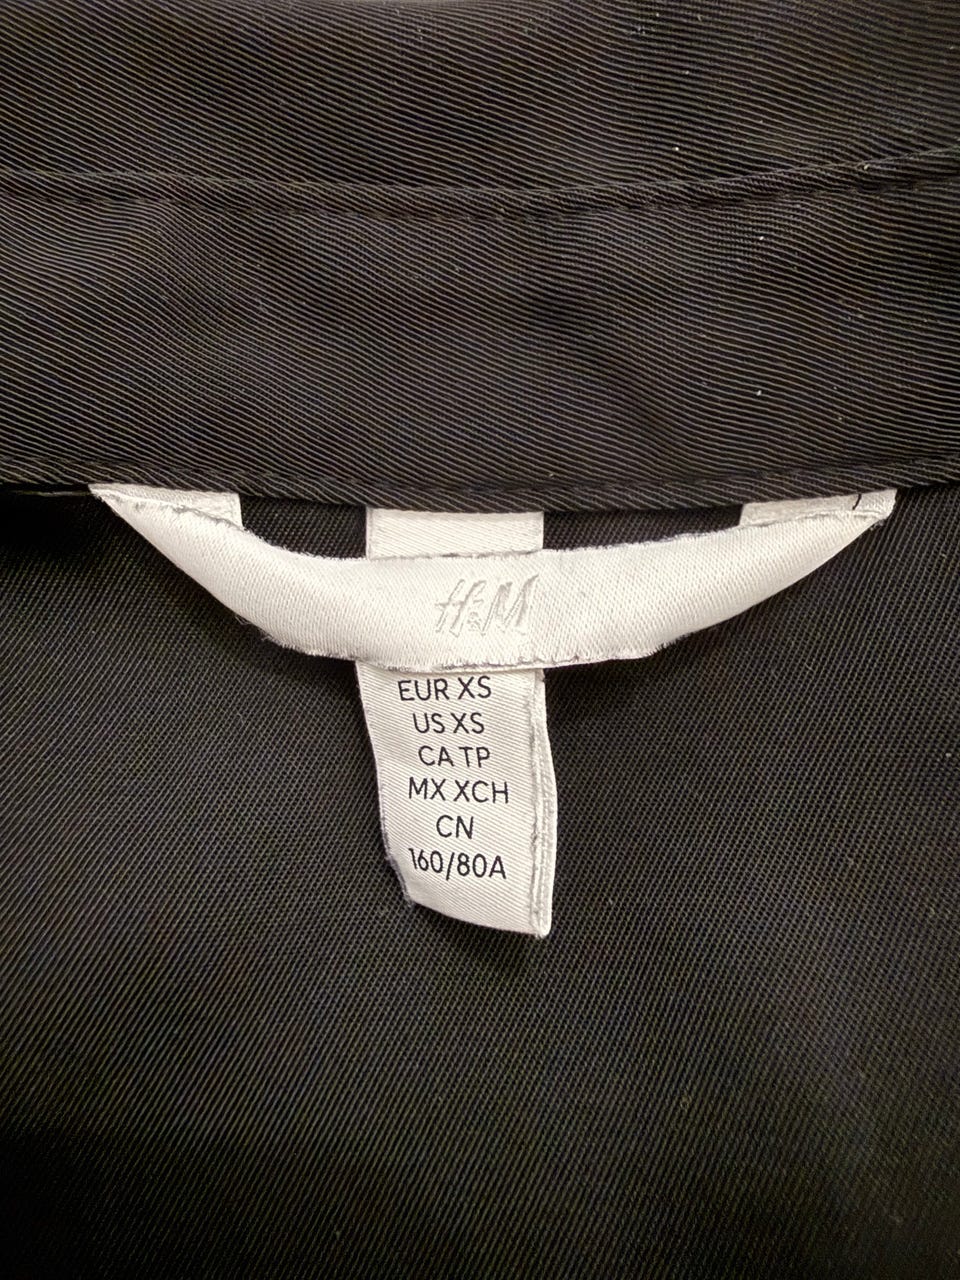 H&M
EUR XS
US XS
CA TP
MX XCH
CN
160/80A